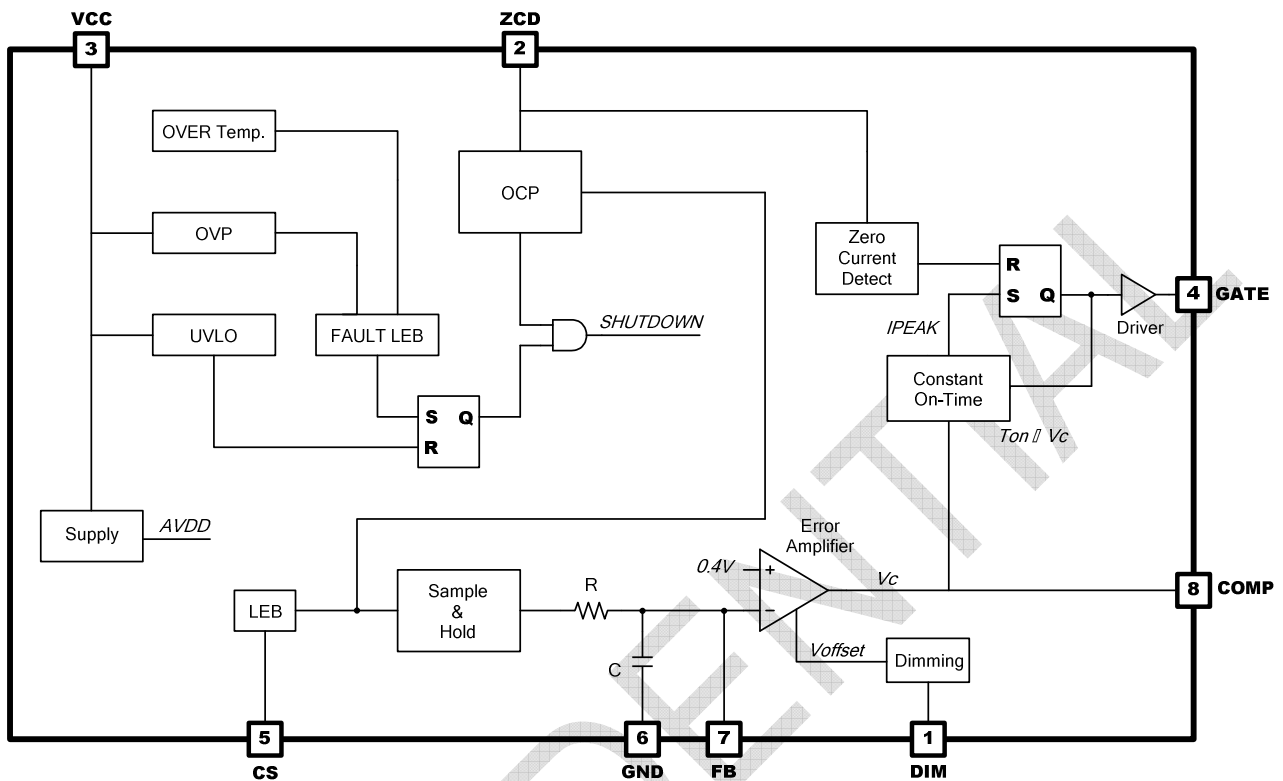 VCC
3
ZCD
2
OVER Temp.
OCP
OVP
Zero
Current
Detect
R
S Q
4
GATE
IPEAK
Driver
UVLO
FAULT LEB
SHUTDOWN
Constant
On-Time
S Q
R
Ton Vc
Supply
AVDD
Error
Amplifier
0.4V
+
-
Vc
8
COMP
LEB
Sample
&
Hold
R
C
Voffset
Dimming
5
CS
6
GND
7
FB
1
DIM
ENTIAL